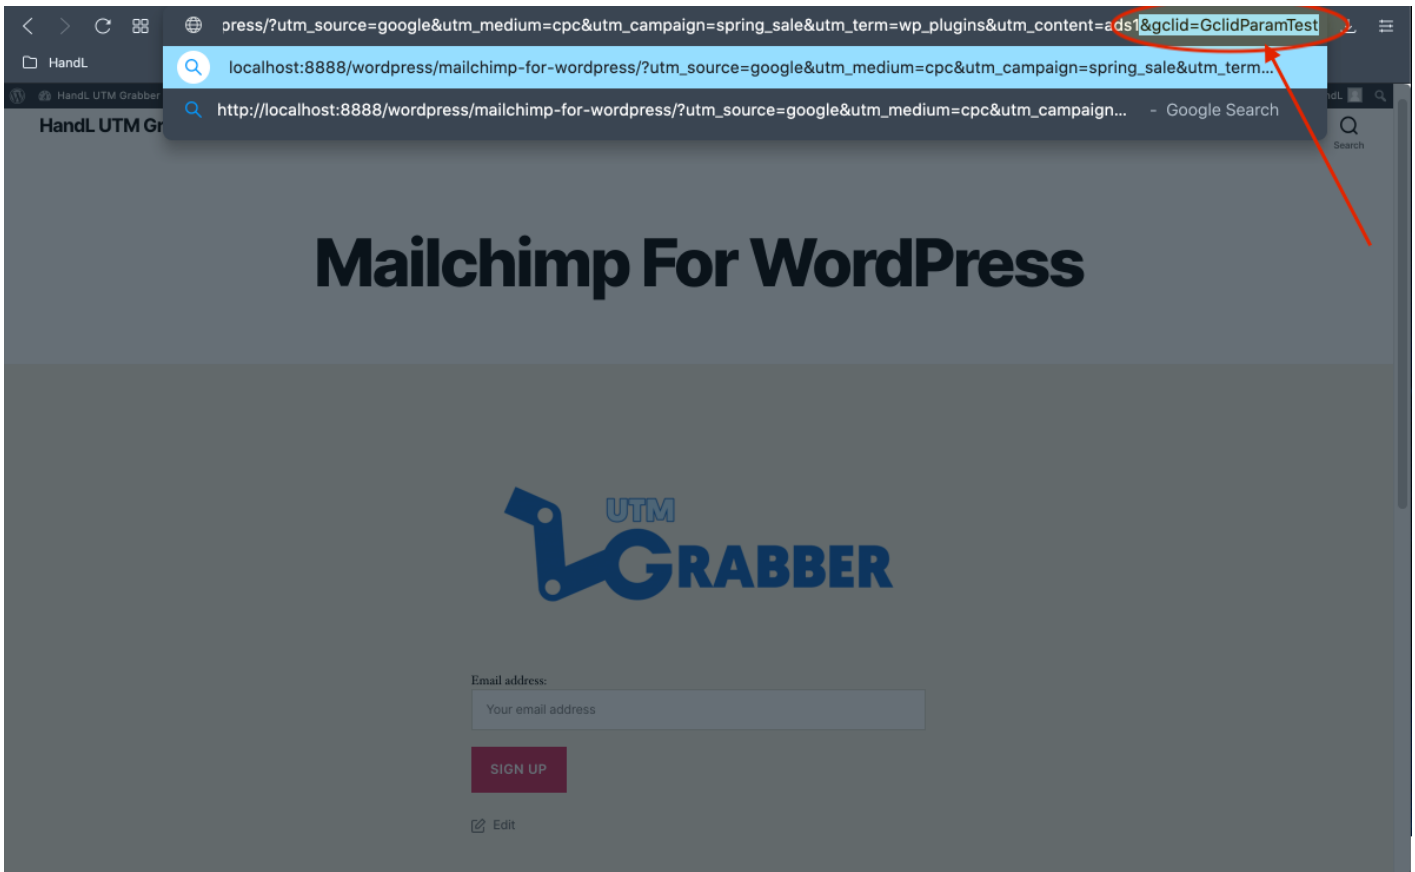 press/?utm_source=google&utm_medium=cpc&utm_campaign=spring_sale&utm_term=wp_plugins&utm_content=ads1&gclid=GclidParamTest
HandL
localhost:8888/wordpress/mailchimp-for-wordpress/?utm_source=google&utm_medium=cpc&utm_campaign=spring_sale&utm_term...
HandL UTM Grabber
http://localhost:8888/wordpress/mailchimp-for-wordpress/?utm_source=google&utm_medium=cpc&utm_campaign... - Google Search
HandL UTM Gr
Search
Mailchimp For WordPress
UTM
GRABBER
Email address:
Your email address
SIGN UP
Edit